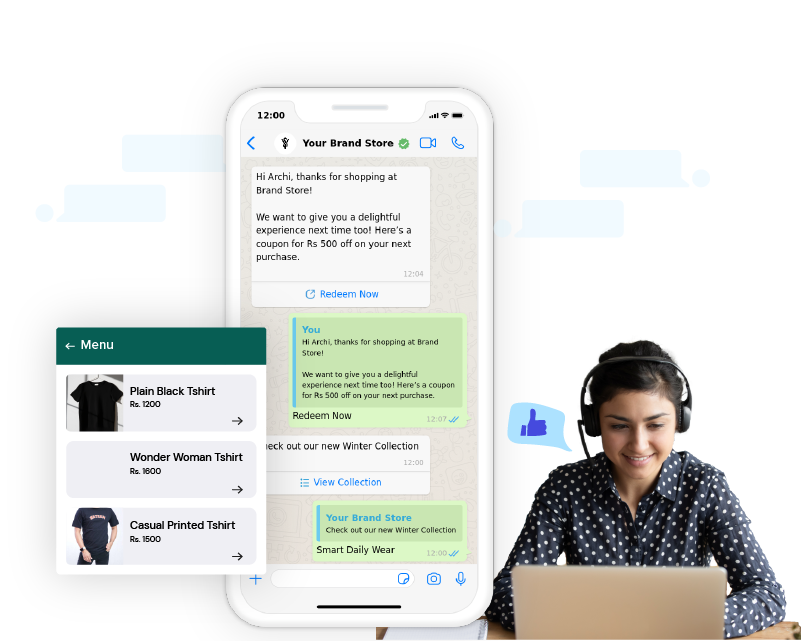 12:00
Your Brand Store
Hi Archi, thanks for shopping at
Brand Store!
We want to give you a delightful
experience next time too! Here's a
coupon for Rs 500 off on your next
purchase.
12:04
Redeem Now
You
Hi Archi, thanks for shopping at Brand
Store!
We want to give you a delightful
experience next time too! Here's a coupon
for Rs 500 off on your next purchase.
Redeem Now
12:07
eck out our new Winter Collection
12:00
View Collection
Your Brand Store
Check out our new Winter Collection
Smart Daily Wear
12:00
Menu
Plain Black Tshirt
Rs. 1200
Wonder Woman Tshirt
Rs. 1600
Casual Printed Tshirt
Rs. 1500